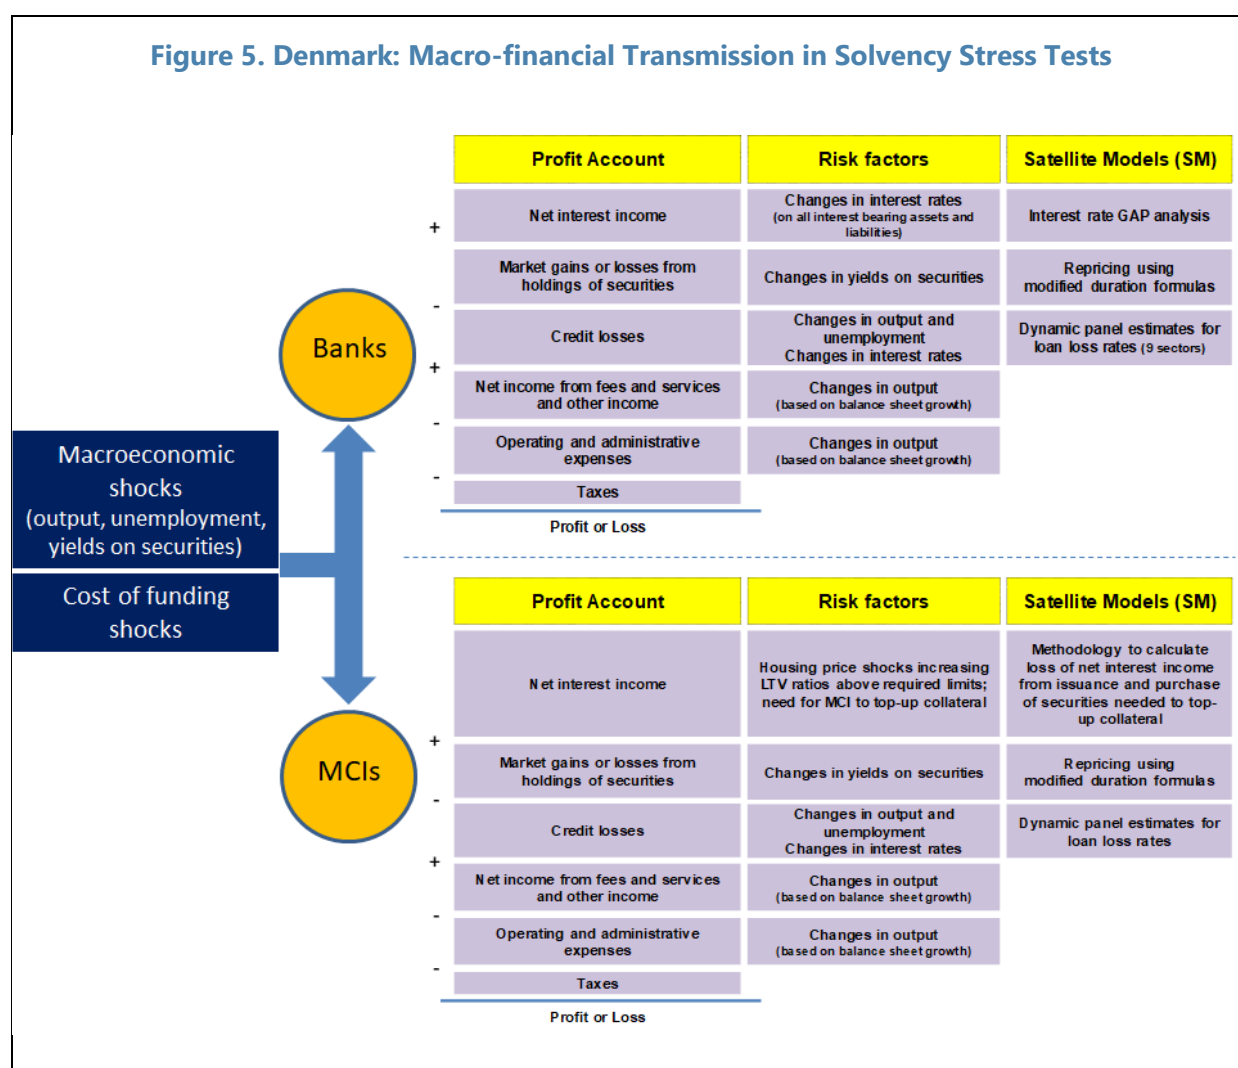 Figure 5. Denmark: Macro-financial Transmission in Solvency Stress Tests
Profit Account
Risk factors
Satellite Models (SM)
Net interest income
Changes in interest rates
(on all interest bearing assets and
liabilities)
Interest rate GAP analysis
+
Market gains or losses from
holdings of securities
Changes in yields on securities
Repricing using
modified duration formulas
-
Credit losses
Changes in output and
unemployment
Changes in interest rates
Dynamic panel estimates for
loan loss rates (9 sectors)
+
Net income from fees and services
and other income
Changes in output
(based on balance sheet growth)
-
Operating and administrative
expenses
Changes in output
(based on balance sheet growth)
-
Taxes
Profit or Loss
Banks
Macroeconomic
shocks
(output, unemployment,
yields on securities)
Cost of funding
shocks
MCIs
Profit Account
Risk factors
Satellite Models (SM)
Net interest income
Housing price shocks increasing
LTV ratios above required limits;
need for MCI to top-up collateral
Methodology to calculate
loss of net interest income
from issuance and purchase
of securities needed to top-
up collateral
+
Market gains or losses from
holdings of securities
Changes in yields on securities
Repricing using
modified duration formulas
-
Credit losses
Changes in output and
unemployment
Changes in interest rates
Dynamic panel estimates for
loan loss rates
+
Net income from fees and services
and other income
Changes in output
(based on balance sheet growth)
-
Operating and administrative
expenses
Changes in output
(based on balance sheet growth)
-
Taxes
Profit or Loss